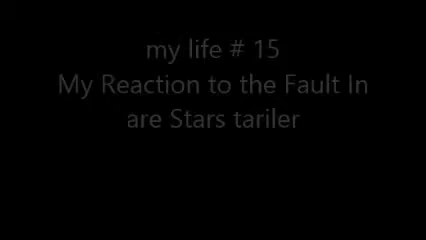 my life # 15
My Reaction to the Fault In
are Stars tariler